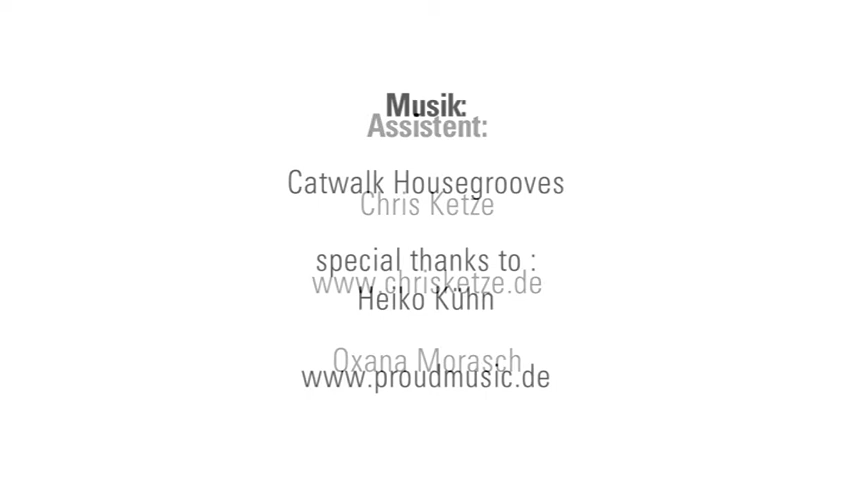 Musik:
Assistent:
Catwalk Housegrooves
Chris Ketze
special thanks to :
www.chrisketze.de
Heiko Kühn
Oxana Morasch
www.proudmusic.de